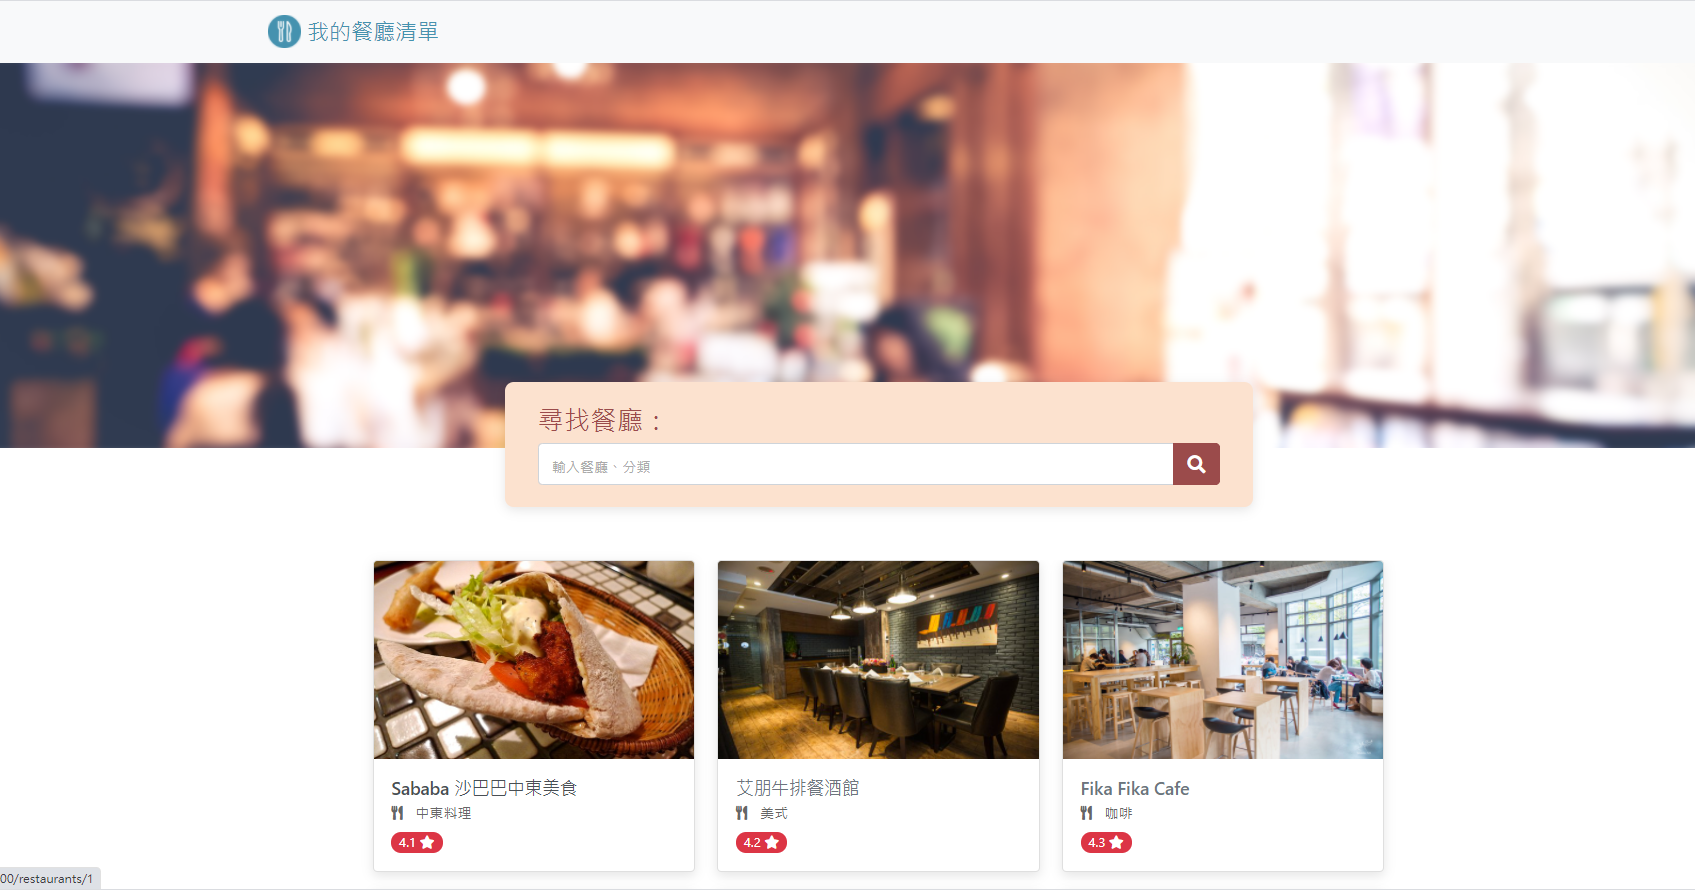 我的餐廳清單
尋找餐廳：
輸入餐廳、分類
Sababa 沙巴巴中東美食
中東料理
4.1
艾朋牛排餐酒館
美式
4.2
Fika Fika Cafe
咖啡
4.3
00/restaurants/1